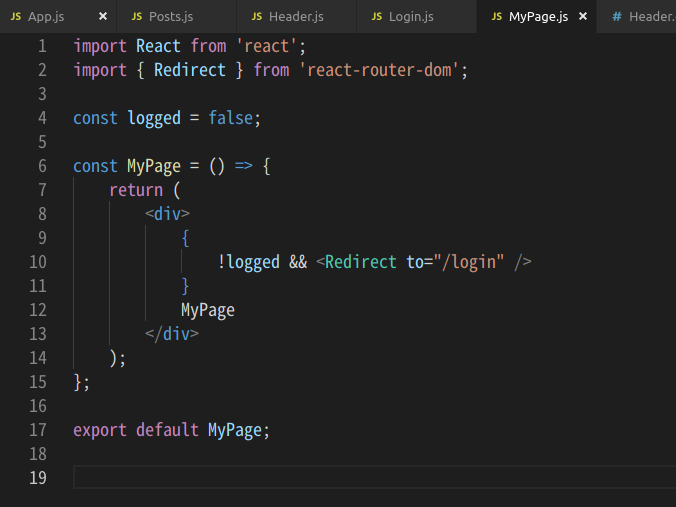 JS App.js × JS Posts.js JS Header.js JS Login.js JS MyPage.js × # Header.
1 import React from 'react';
2 import { Redirect } from 'react-router-dom';
3
4 const logged = false;
5
6 const MyPage = () => {
7     return (
8         <div>
9             {
10                 !logged && <Redirect to="/login" />
11             }
12             MyPage
13         </div>
14     );
15 };
16
17 export default MyPage;
18
19